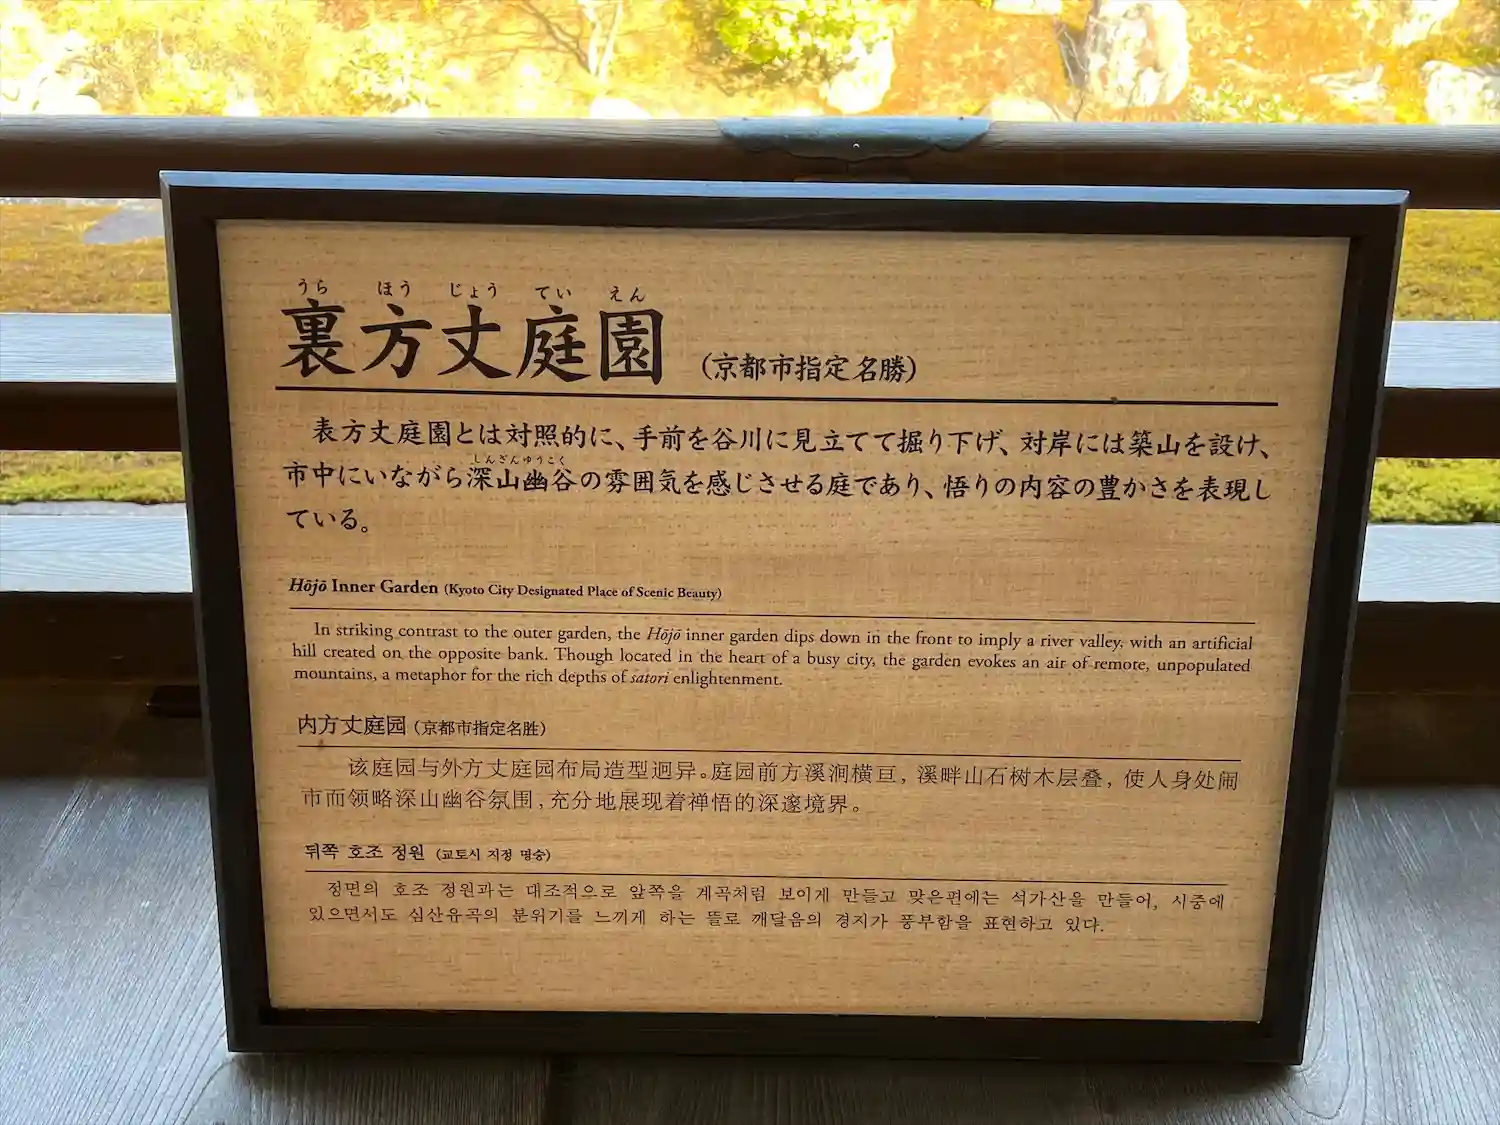 うら ほう じょう てい えん
裏方丈庭園 (京都市指定名勝)
表方丈庭園とは対照的に、手前を谷川に見立てて掘り下げ、対岸には築山を設け、
しんざんゆうこく
市中にいながら深山幽谷の雰囲気を感じさせる庭であり、悟りの内容の豊かさを表現し
ている。
Hōjō Inner Garden (Kyoto City Designated Place of Scenic Beauty)
In striking contrast to the outer garden, the Hōjō inner garden dips down in the front to imply a river valley, with an artificial
hill created on the opposite bank. Though located in the heart of a busy city, the garden evokes an air of remote, unpopulated
mountains, a metaphor for the rich depths of satori enlightenment.
内方丈庭园 (京都市指定名胜)
该庭园与外方丈庭园布局造型迥异。庭园前方溪涧横亘，溪畔山石树木层叠，使人身处闹
市而领略深山幽谷氛围，充分地展现着禅悟的深邃境界。
뒤쪽 호조 정원 (교토시 지정 명승)
정면의 호조 정원과는 대조적으로 앞쪽을 계곡처럼 보이게 만들고 맞은편에는 석가산을 만들어, 시중에
있으면서도 심산유곡의 분위기를 느끼게 하는 뜰로 깨달음의 경지가 풍부함을 표현하고 있다.